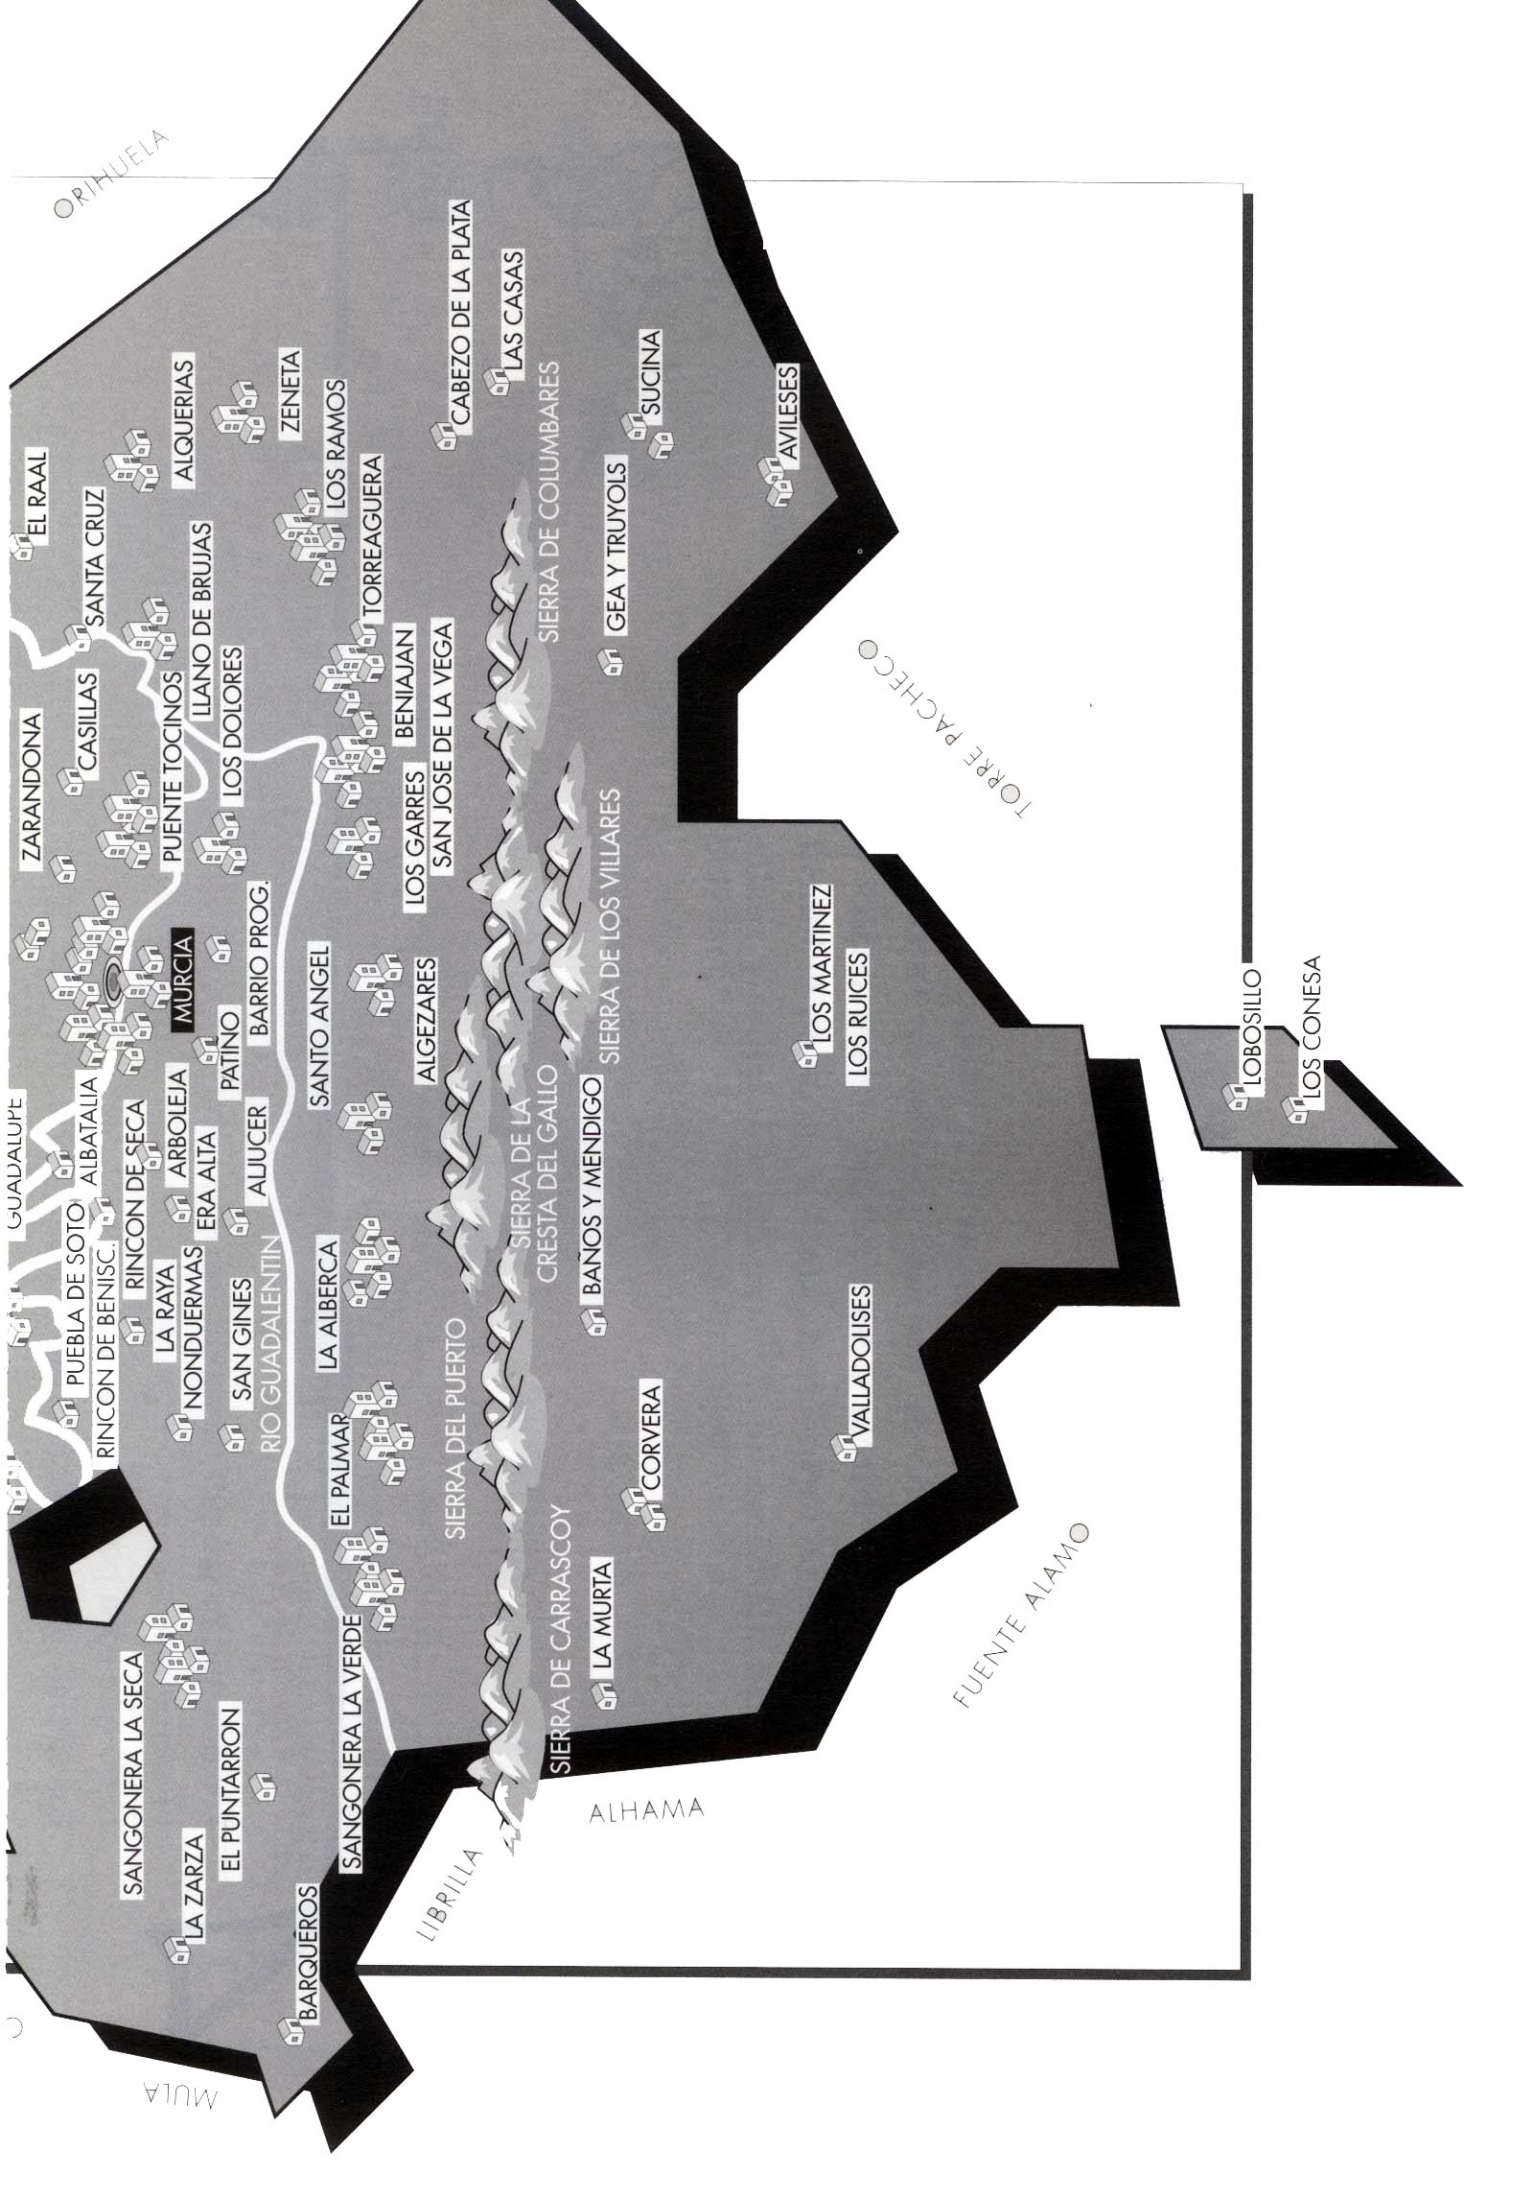 ORIHUELA
EL RAAL
SANTA CRUZ
ALQUERIAS
ZENETA
LOS RAMOS
CABEZO DE LA PLATA
LAS CASAS
SUCINA
AVILESES
ZARANDONA
CASILLAS
PUENTE TOCINOS
LLANO DE BRUJAS
LOS DOLORES
TORREAGUERA
BENIAJAN
SAN JOSE DE LA VEGA
LOS GARRES
SIERRA DE COLUMBARES
GEA Y TRUYOLS
TORRE PACHECO
MURCIA
BARRIO PROG.
PATIÑO
SANTO ANGEL
ALGEZARES
SIERRA DE LOS VILLARES
LOS MARTINEZ
LOS RUICES
LOBOSILLO
LOS CONESA
GUADALUPE
ALBATALIA
RINCON DE SECA
ARBOLEJA
ERA ALTA
ALJUCER
SIERRA DE LA
CRESTA DEL GALLO
BAÑOS Y MENDIGO
PUEBLA DE SOTO
RINCON DE BENISC.
LA RAYA
NONDUERMAS
SAN GINES
RIO GUADALENTIN
LA ALBERCA
EL PALMAR
SIERRA DEL PUERTO
CORVERA
VALLADOLISES
SANGONERA LA SECA
EL PUNTARRON
LA ZARZA
SANGONERA LA VERDE
BARQUEROS
SIERRA DE CARRASCOY
LA MURTA
FUENTE ALAMO
ALHAMA
LIBRILLA
MULA